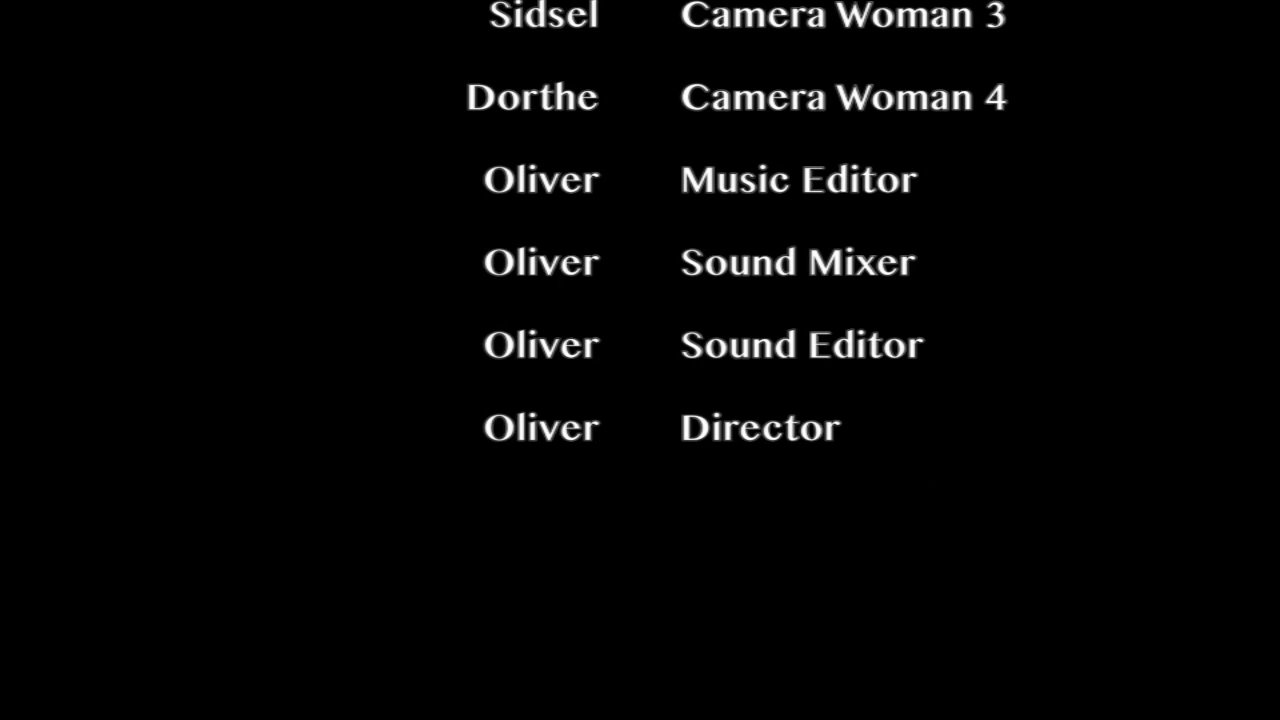 Sidsel Camera Woman 3
Dorthe Camera Woman 4
Oliver Music Editor
Oliver Sound Mixer
Oliver Sound Editor
Oliver Director